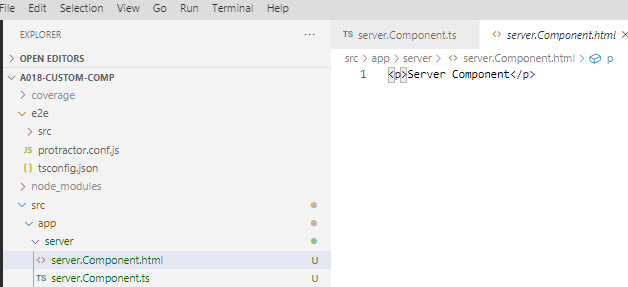 File Edit Selection View Go Run Terminal Help
EXPLORER ...
OPEN EDITORS
A018-CUSTOM-COMP
coverage
e2e
src
JS protractor.conf.js
{ } tsconfig.json
node_modules
src
app
server
<> server.Component.html U
TS server.Component.ts U
TS server.Component.ts <> server.Component.html
src > app > server > <> server.Component.html > p
1 <p>Server Component</p>